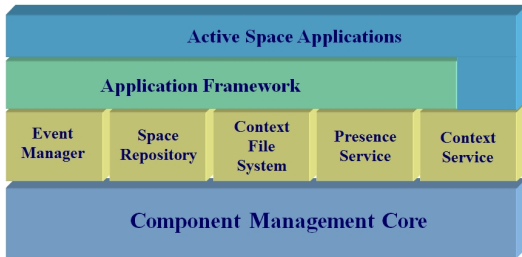 Active Space Applications
Application Framework
Event
Manager
Space
Repository
Context
File
System
Presence
Service
Context
Service
Component Management Core